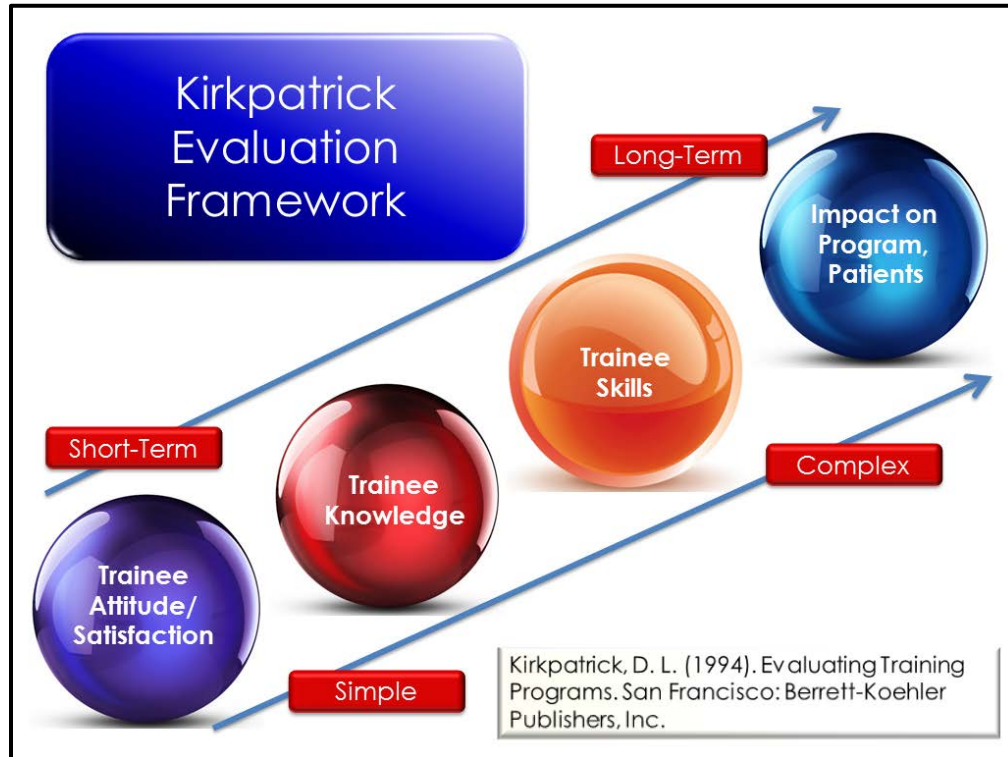 Kirkpatrick
Evaluation
Framework
Long-Term
Impact on
Program,
Patients
Trainee
Skills
Short-Term
Complex
Trainee
Knowledge
Trainee
Attitude/
Satisfaction
Simple
Kirkpatrick, D. L. (1994). Evaluating Training
Programs. San Francisco: Berrett-Koehler
Publishers, Inc.